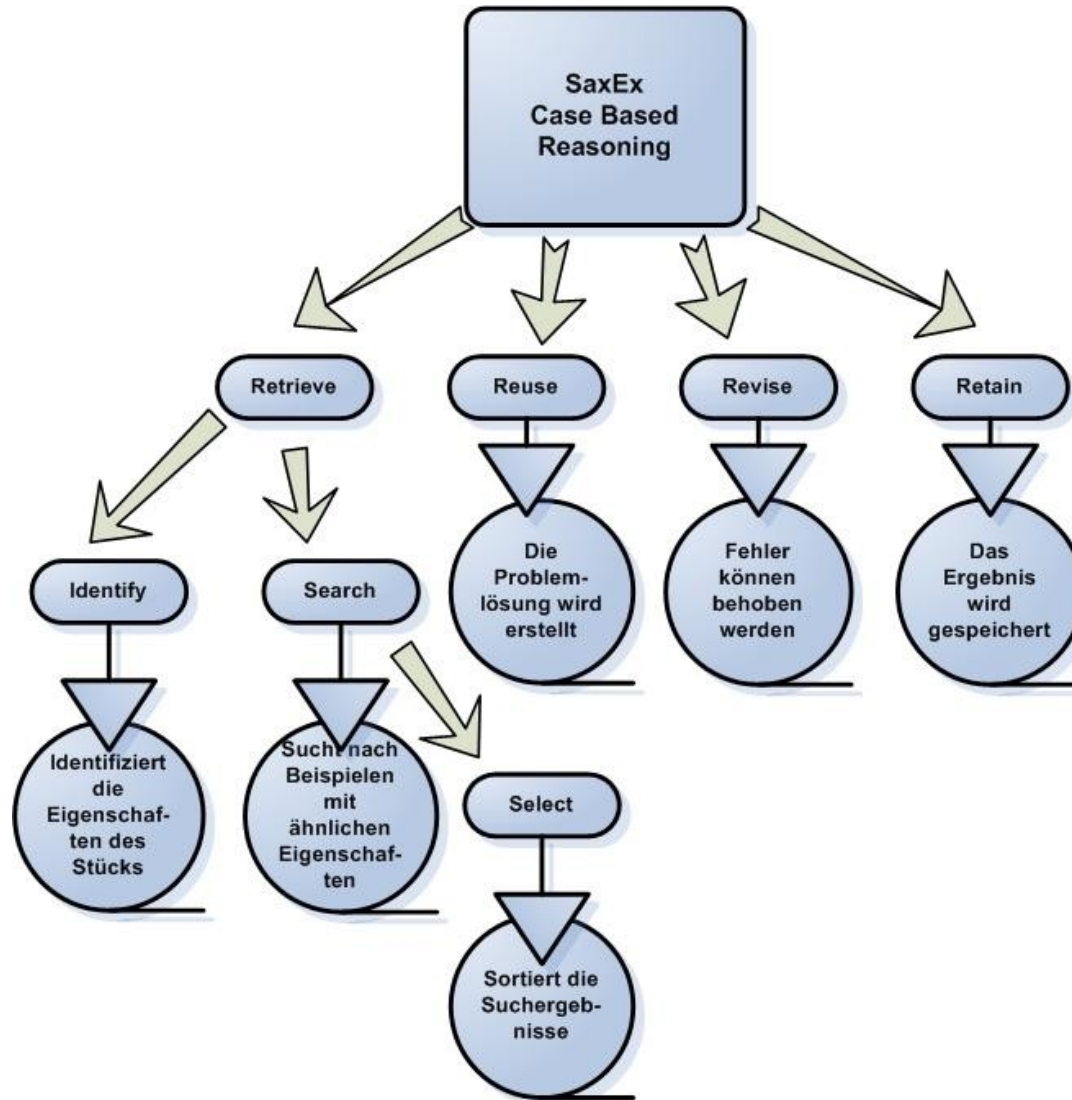 SaxEx
Case Based
Reasoning
Retrieve
Reuse
Revise
Retain
Die
Problem-
lösung wird
erstellt
Fehler
können
behoben
werden
Das
Ergebnis
wird
gespeichert
Identify
Search
Identifiziert
die
Eigenschaf-
ten des
Stücks
Sucht nach
Beispielen
mit
ähnlichen
Eigenschaf-
ten
Select
Sortiert die
Suchergeb-
nisse